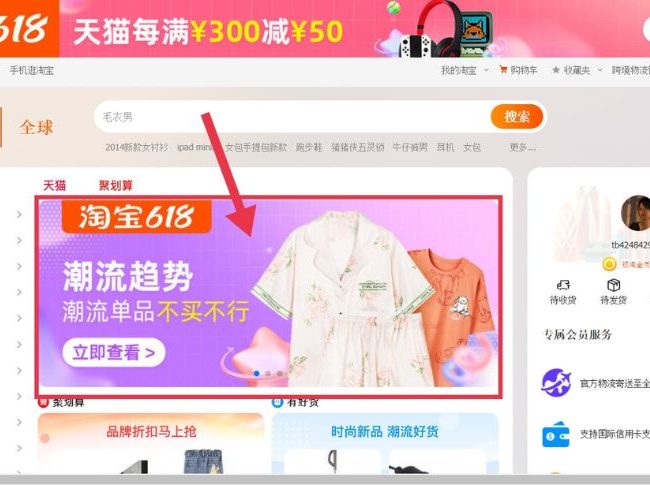 618 天猫每满¥300减¥50
手机逛淘宝 我的淘宝 购物车 收藏夹 跨境物流
全球 毛衣男 搜索
2014新款女衬衫 ipad mini 女包手提包新款 跑步鞋 猪猪侠五灵锁 牛仔裤男 耳机 女包 更多...
天猫 聚划算
淘宝618
潮流趋势
潮流单品不买不行
立即查看 >
tb4248429
待收货 待发货
专属会员服务
官方物流寄送至全
支持国际信用卡支
聚划算 有好货
品牌折扣马上抢 时尚新品 潮流好货